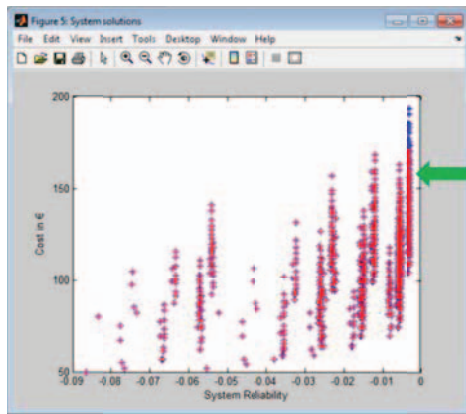 Figure 5: System solutions
File Edit View Insert Tools Desktop Window Help
200
150
100
50
Cost in €
-0.09 -0.08 -0.07 -0.06 -0.05 -0.04 -0.03 -0.02 -0.01 0
System Reliability